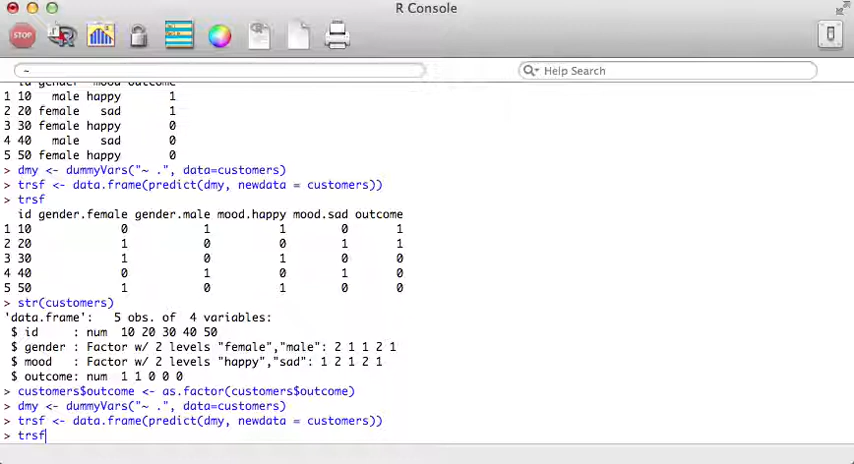 R Console
STOP
~
Help Search
id gender mood outcome
1 10 male happy 1
2 20 female sad 1
3 30 female happy 0
4 40 male sad 0
5 50 female happy 0
> dmy <- dummyVars("~ .", data=customers)
> trsf <- data.frame(predict(dmy, newdata = customers))
> trsf
id gender.female gender.male mood.happy mood.sad outcome
1 10 0 1 1 0 1
2 20 1 0 0 1 1
3 30 1 0 1 0 0
4 40 0 1 0 1 0
5 50 1 0 1 0 0
> str(customers)
'data.frame': 5 obs. of 4 variables:
$ id : num 10 20 30 40 50
$ gender : Factor w/ 2 levels "female","male": 2 1 1 2 1
$ mood : Factor w/ 2 levels "happy","sad": 1 2 1 2 1
$ outcome: num 1 1 0 0 0
> customers$outcome <- as.factor(customers$outcome)
> dmy <- dummyVars("~ .", data=customers)
> trsf <- data.frame(predict(dmy, newdata = customers))
> trsf